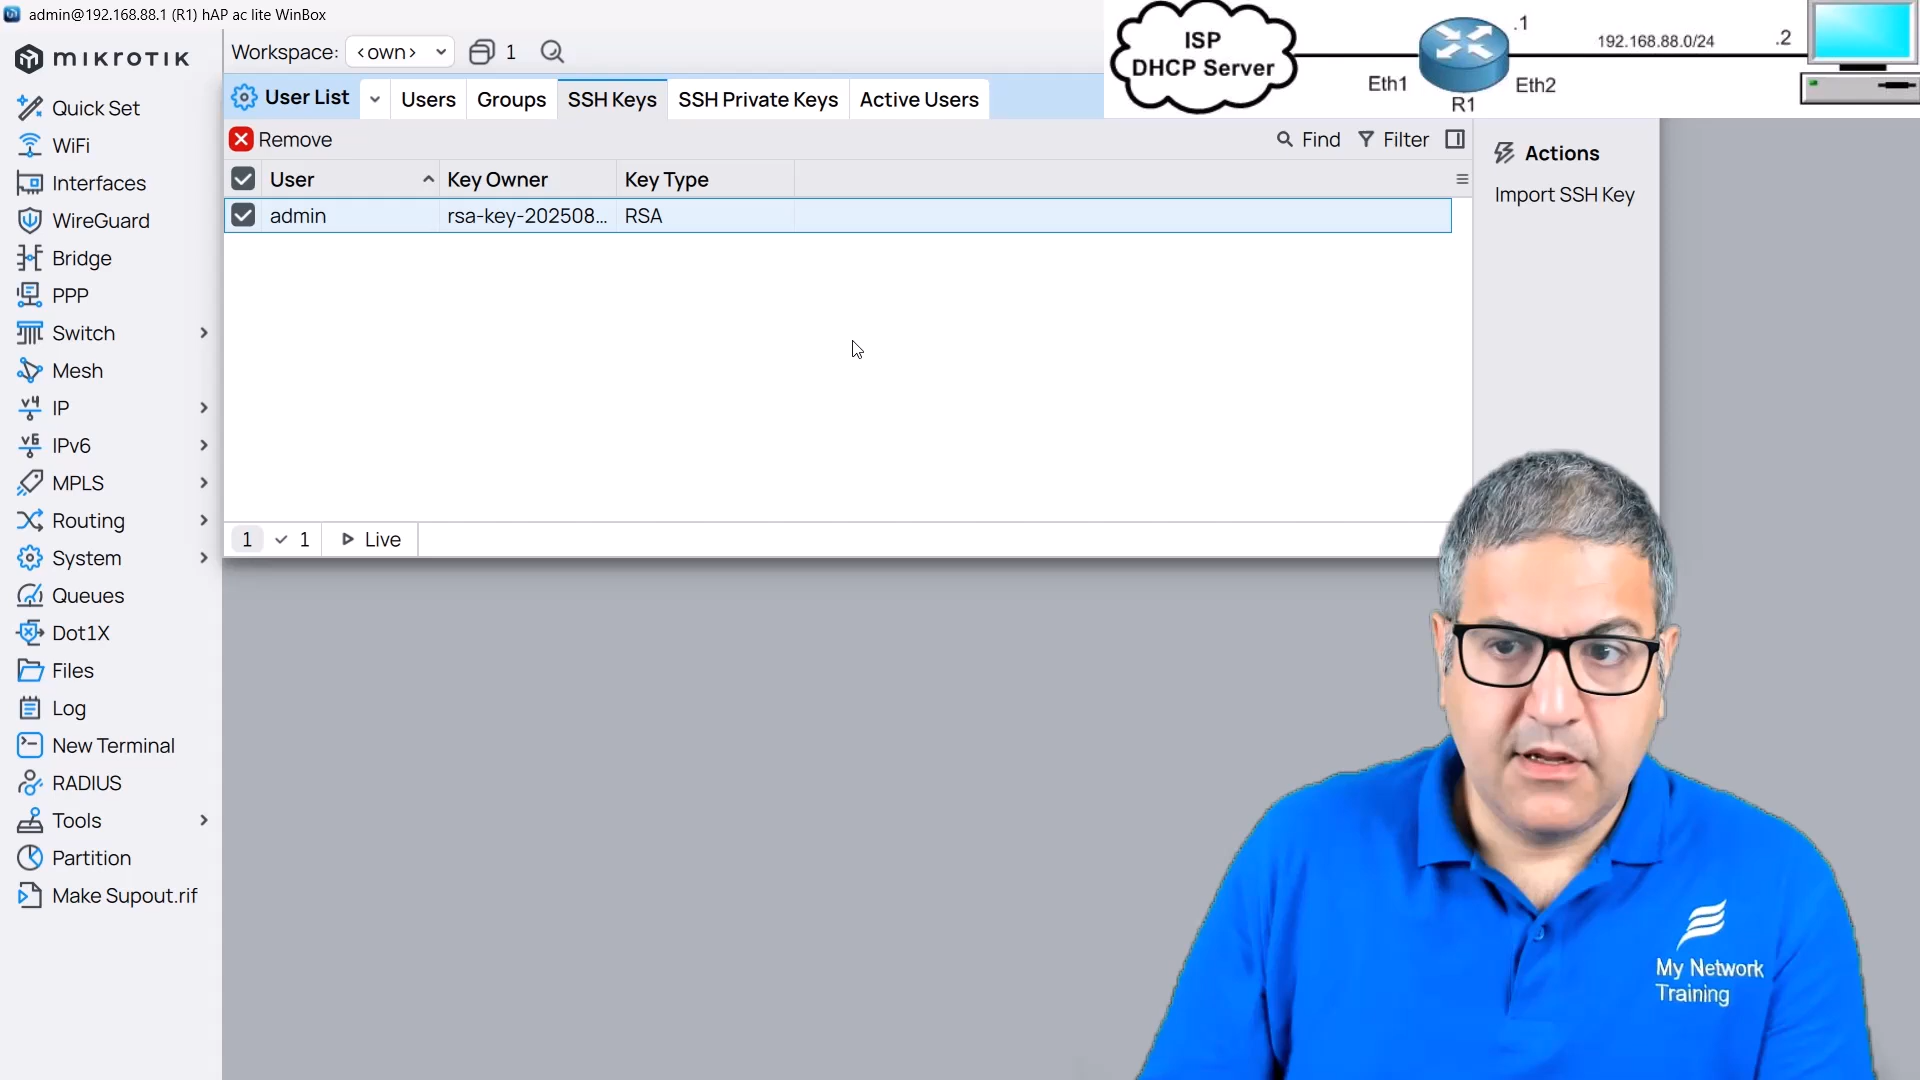 admin@192.168.88.1 (R1) hAP ac lite WinBox
mikrotik
Workspace: <own> 1
User List Users Groups SSH Keys SSH Private Keys Active Users
Remove Find Filter
User Key Owner Key Type
admin rsa-key-202508... RSA
1 1 Live
Actions
Import SSH Key
Quick Set
WiFi
Interfaces
WireGuard
Bridge
PPP
Switch
Mesh
v4 IP
v6 IPv6
MPLS
Routing
System
Queues
Dot1X
Files
Log
New Terminal
RADIUS
Tools
Partition
Make Supout.rif
ISP
DHCP Server
Eth1
R1
.1
Eth2
192.168.88.0/24
.2
My Network
Training